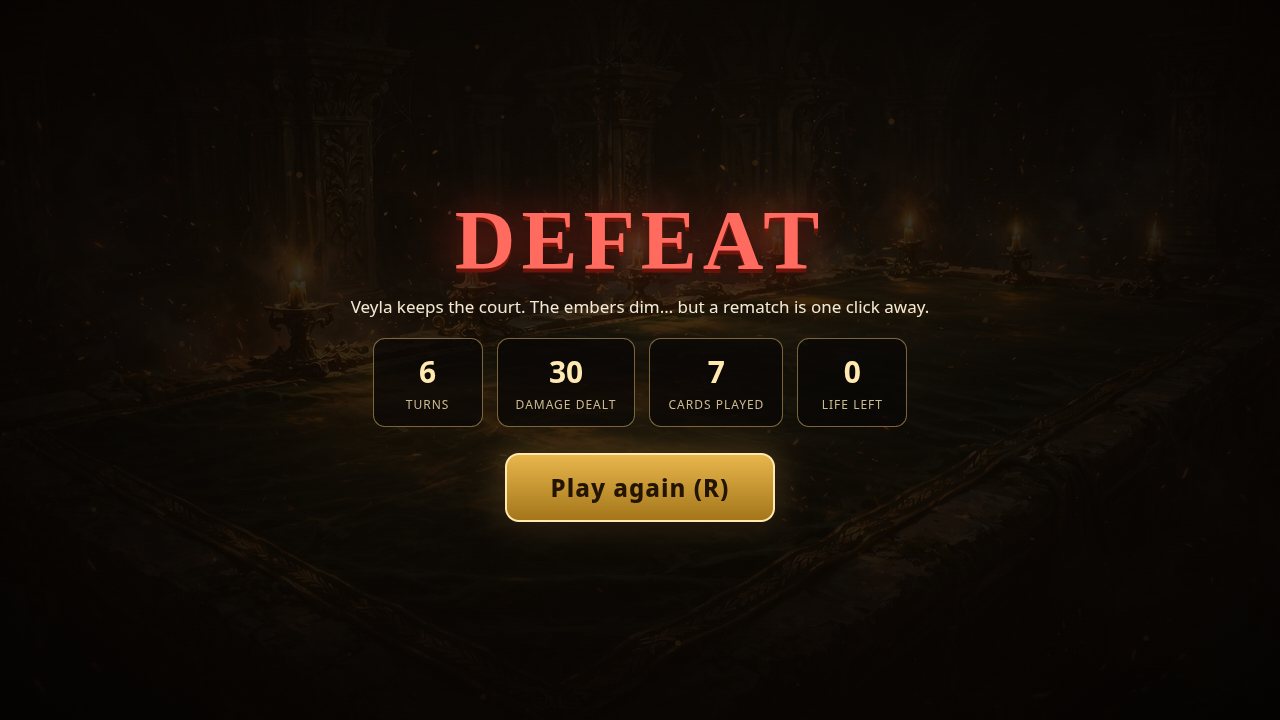 DEFEAT
Veyla keeps the court. The embers dim... but a rematch is one click away.
6
TURNS
30
DAMAGE DEALT
7
CARDS PLAYED
0
LIFE LEFT
Play again (R)